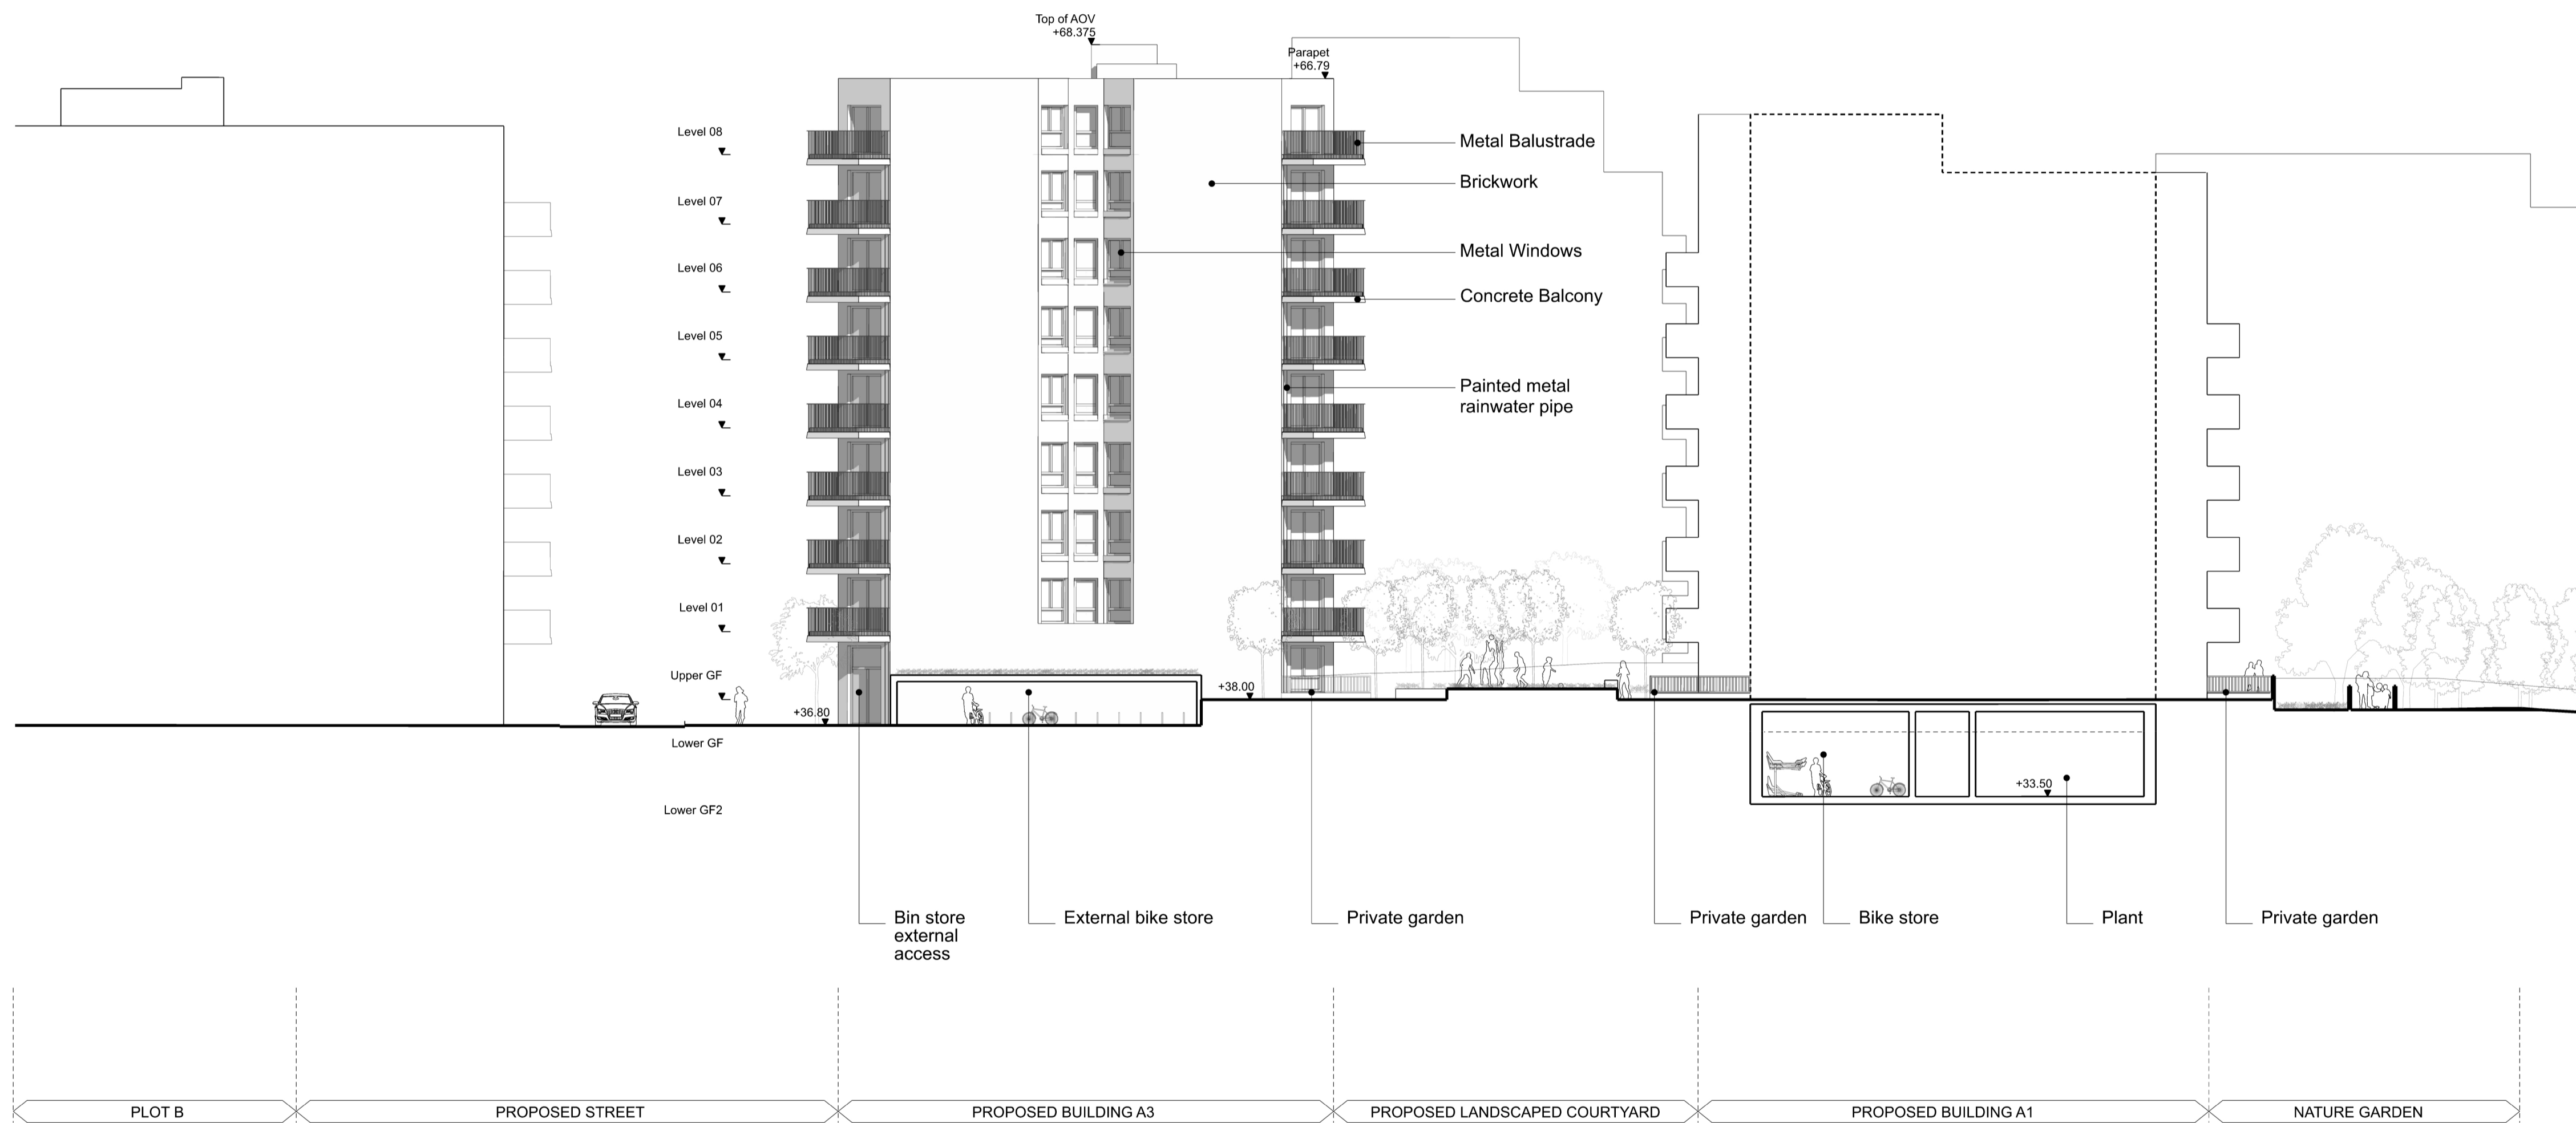 Top of AOV
+68.375
Parapet
+66.79
Level 08
Level 07
Level 06
Level 05
Level 04
Level 03
Level 02
Level 01
Upper GF
Lower GF
Lower GF2
Metal Balustrade
Brickwork
Metal Windows
Concrete Balcony
Painted metal
rainwater pipe
+36.80
+38.00
+33.50
Bin store
external
access
External bike store
Private garden
Private garden
Bike store
Plant
Private garden
PLOT B
PROPOSED STREET
PROPOSED BUILDING A3
PROPOSED LANDSCAPED COURTYARD
PROPOSED BUILDING A1
NATURE GARDEN